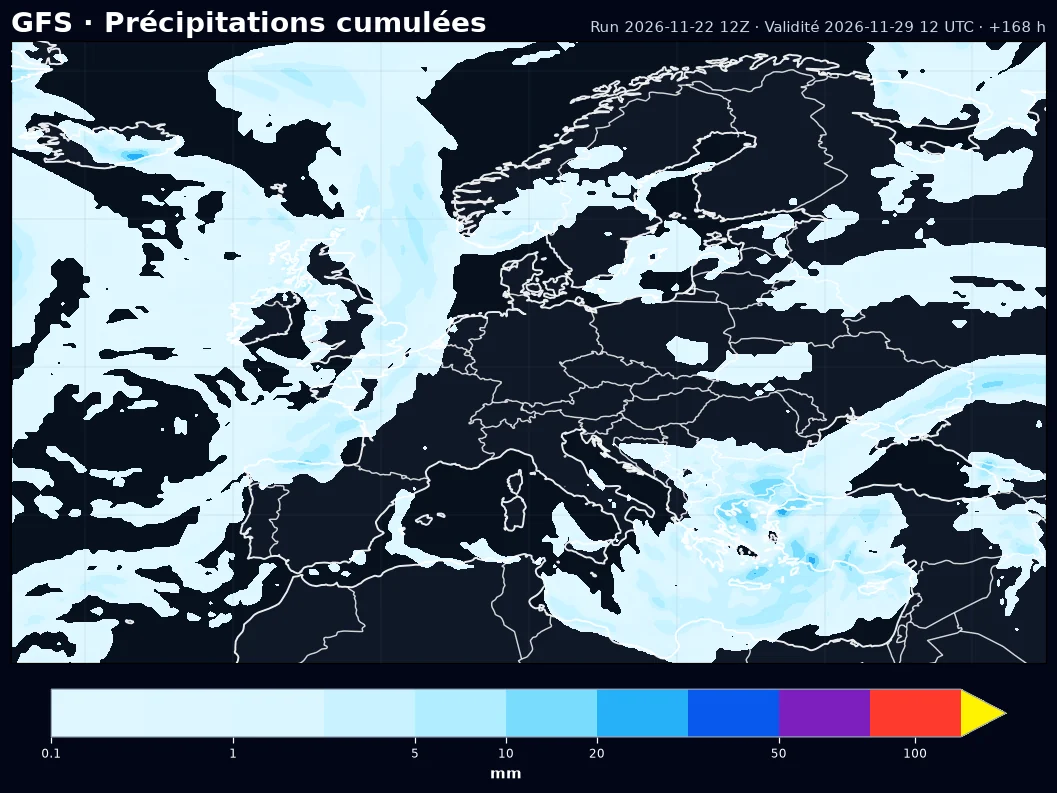 GFS · Précipitations cumulées
Run 2026-11-22 12Z · Validité 2026-11-29 12 UTC · +168 h
0.1 1 5 10 20 50 100
mm